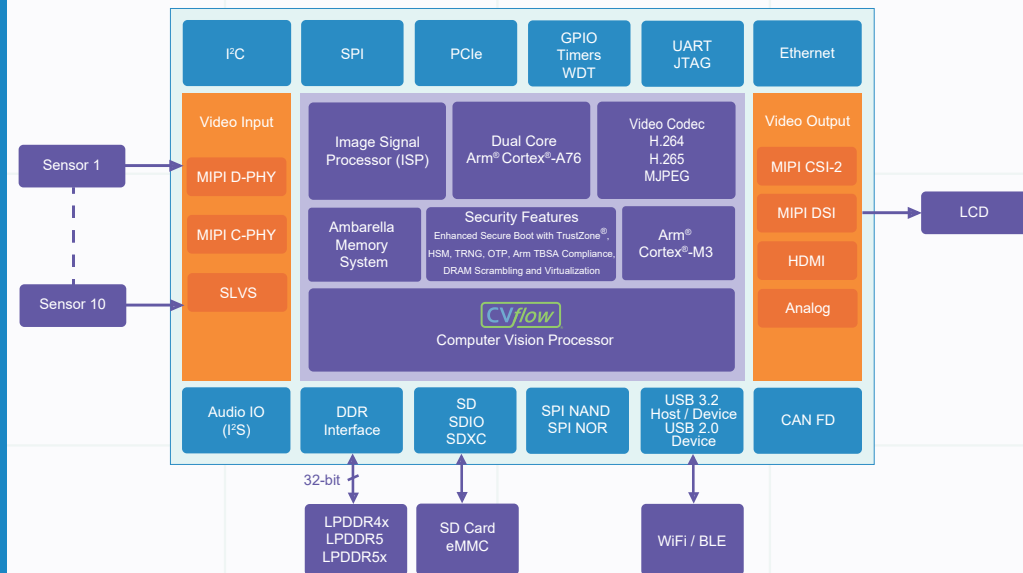 I²C
SPI
PCIe
GPIO
Timers
WDT
UART
JTAG
Ethernet
Sensor 1
Sensor 10
Video Input
MIPI D-PHY
MIPI C-PHY
SLVS
Image Signal
Processor (ISP)
Dual Core
Arm® Cortex®-A76
Video Codec
H.264
H.265
MJPEG
Ambarella
Memory
System
Security Features
Enhanced Secure Boot with TrustZone®,
HSM, TRNG, OTP, Arm TBSA Compliance,
DRAM Scrambling and Virtualization
Arm®
Cortex®-M3
CVflow
Computer Vision Processor
Video Output
MIPI CSI-2
MIPI DSI
HDMI
Analog
LCD
Audio IO
(I²S)
DDR
Interface
SD
SDIO
SDXC
SPI NAND
SPI NOR
USB 3.2
Host / Device
USB 2.0
Device
CAN FD
32-bit
LPDDR4x
LPDDR5
LPDDR5x
SD Card
eMMC
WiFi / BLE